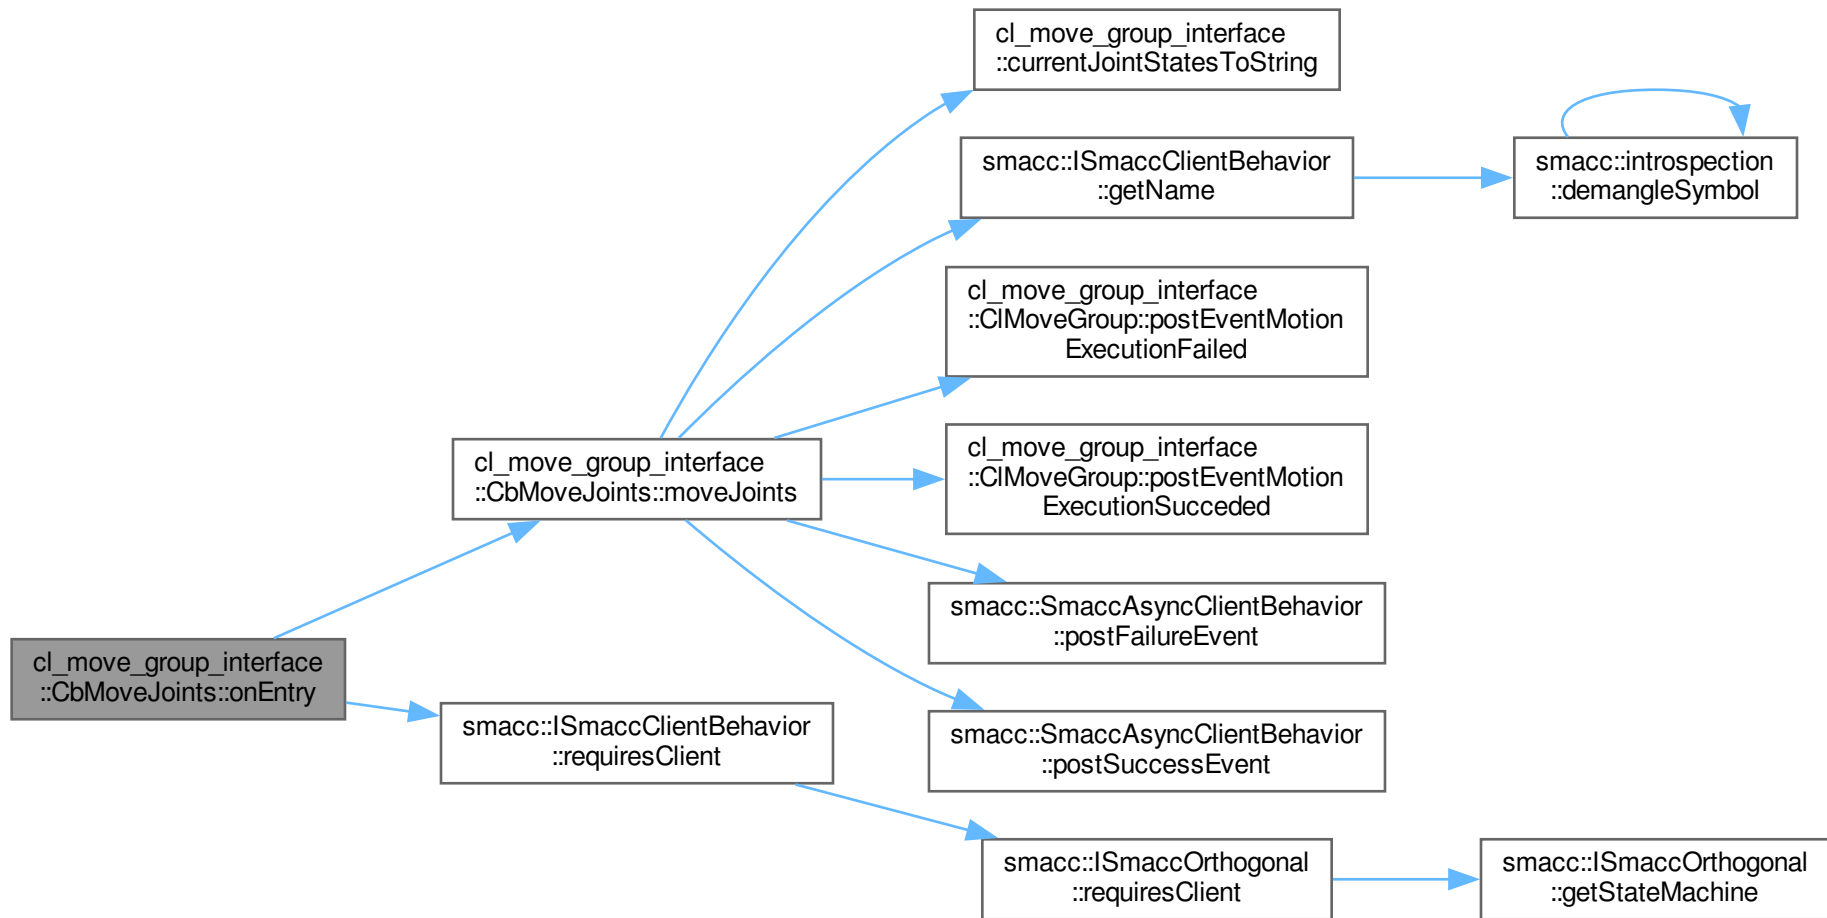 cl_move_group_interface
::currentJointStatesToString
smacc::ISmaccClientBehavior
::getName
smacc::introspection
::demangleSymbol
cl_move_group_interface
::ClMoveGroup::postEventMotion
ExecutionFailed
cl_move_group_interface
::CbMoveJoints::moveJoints
cl_move_group_interface
::ClMoveGroup::postEventMotion
ExecutionSucceded
smacc::SmaccAsyncClientBehavior
::postFailureEvent
cl_move_group_interface
::CbMoveJoints::onEntry
smacc::ISmaccClientBehavior
::requiresClient
smacc::SmaccAsyncClientBehavior
::postSuccessEvent
smacc::ISmaccOrthogonal
::requiresClient
smacc::ISmaccOrthogonal
::getStateMachine